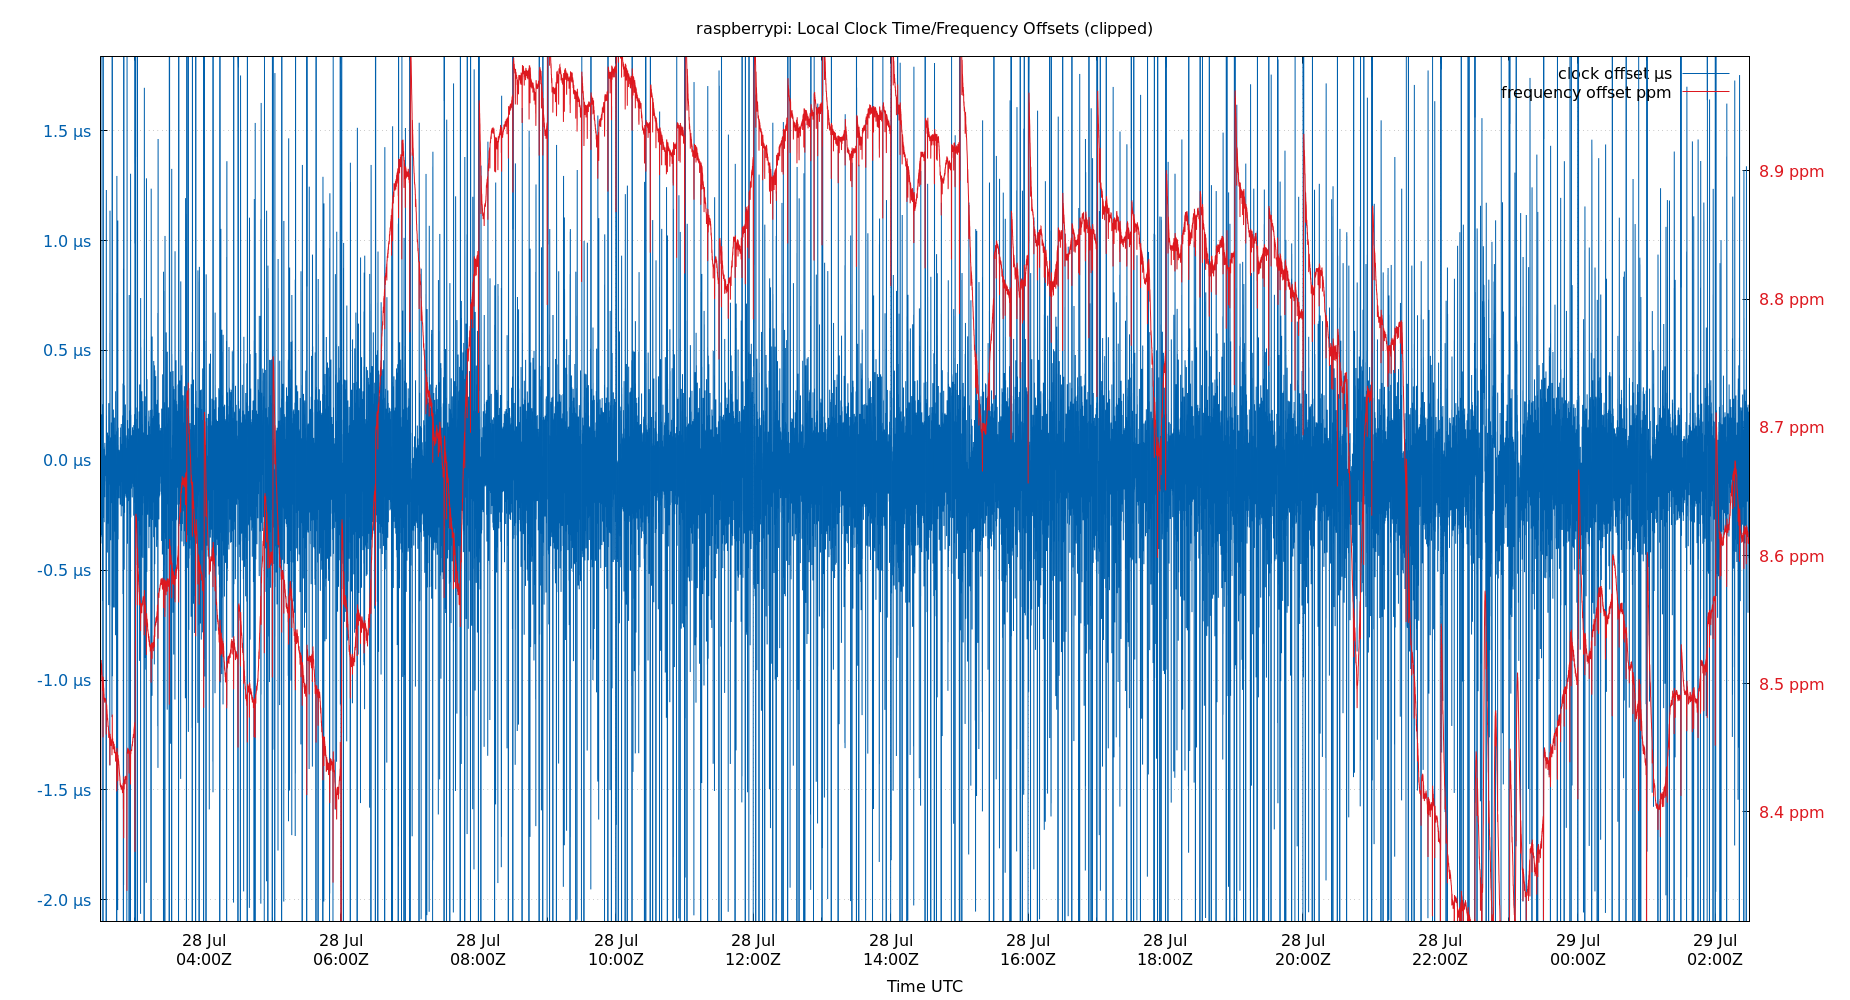 raspberrypi: Local Clock Time/Frequency Offsets (clipped)
clock offset µs
frequency offset ppm
1.5 µs
1.0 µs
0.5 µs
0.0 µs
-0.5 µs
-1.0 µs
-1.5 µs
-2.0 µs
8.9 ppm
8.8 ppm
8.7 ppm
8.6 ppm
8.5 ppm
8.4 ppm
28 Jul 28 Jul 28 Jul 28 Jul 28 Jul 28 Jul 28 Jul 28 Jul 28 Jul 28 Jul 29 Jul 29 Jul
04:00Z 06:00Z 08:00Z 10:00Z 12:00Z 14:00Z 16:00Z 18:00Z 20:00Z 22:00Z 00:00Z 02:00Z
Time UTC